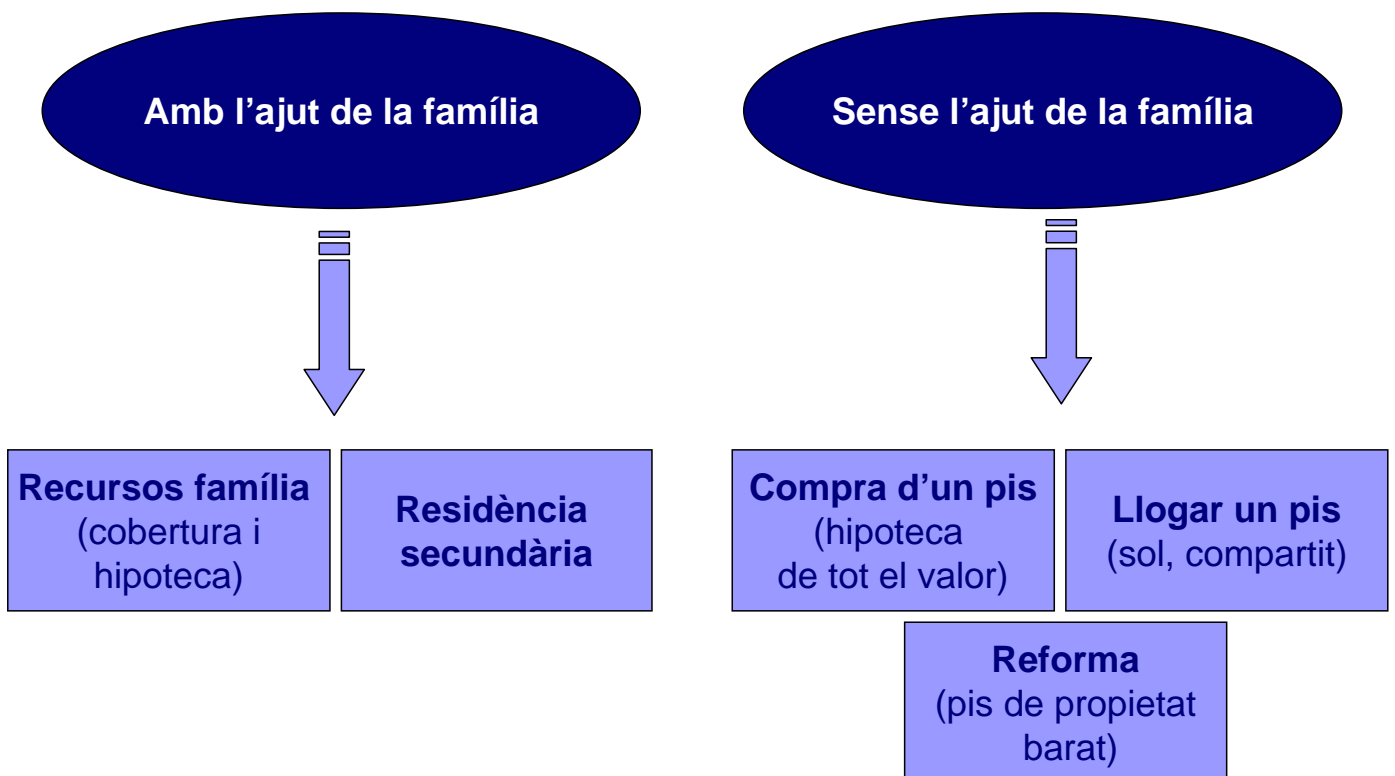 Amb l’ajut de la família
Sense l’ajut de la família
Recursos família
(cobertura i
hipoteca)
Residència
secundària
Compra d’un pis
(hipoteca
de tot el valor)
Llogar un pis
(sol, compartit)
Reforma
(pis de propietat
barat)